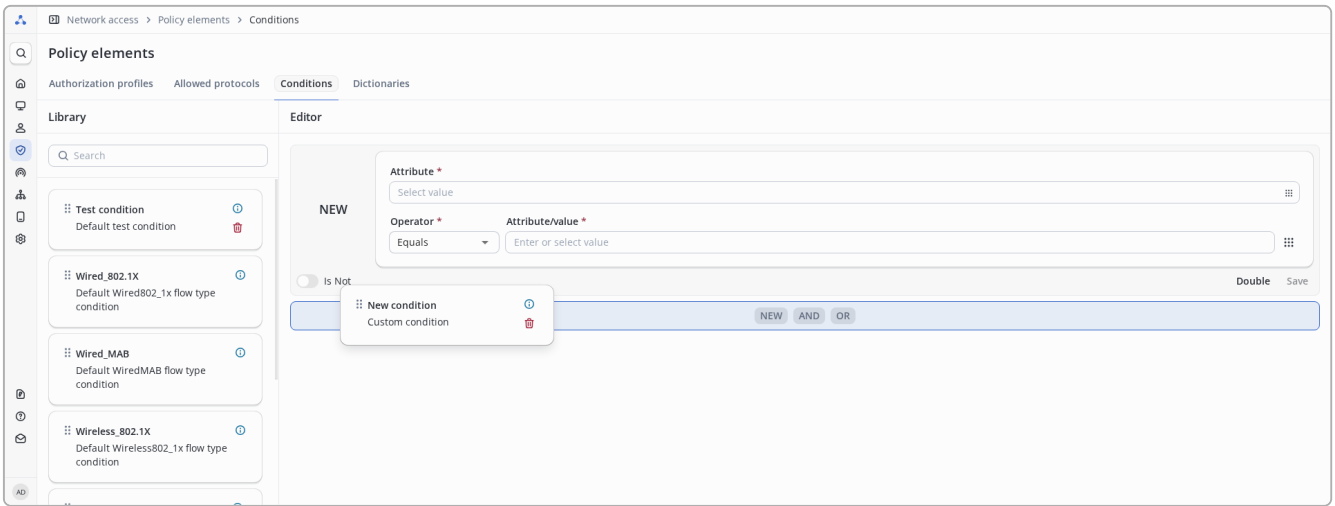 Network access > Policy elements > Conditions
Policy elements
Authorization profiles Allowed protocols Conditions Dictionaries
Library
Search
Test condition
Default test condition
Wired_802.1X
Default Wired802_1x flow type
condition
Wired_MAB
Default WiredMAB flow type
condition
Wireless_802.1X
Default Wireless802_1x flow type
condition
AD
Editor
NEW
Attribute *
Select value
Operator * Attribute/value *
Equals Enter or select value
Is Not Double Save
New condition
Custom condition
NEW AND OR